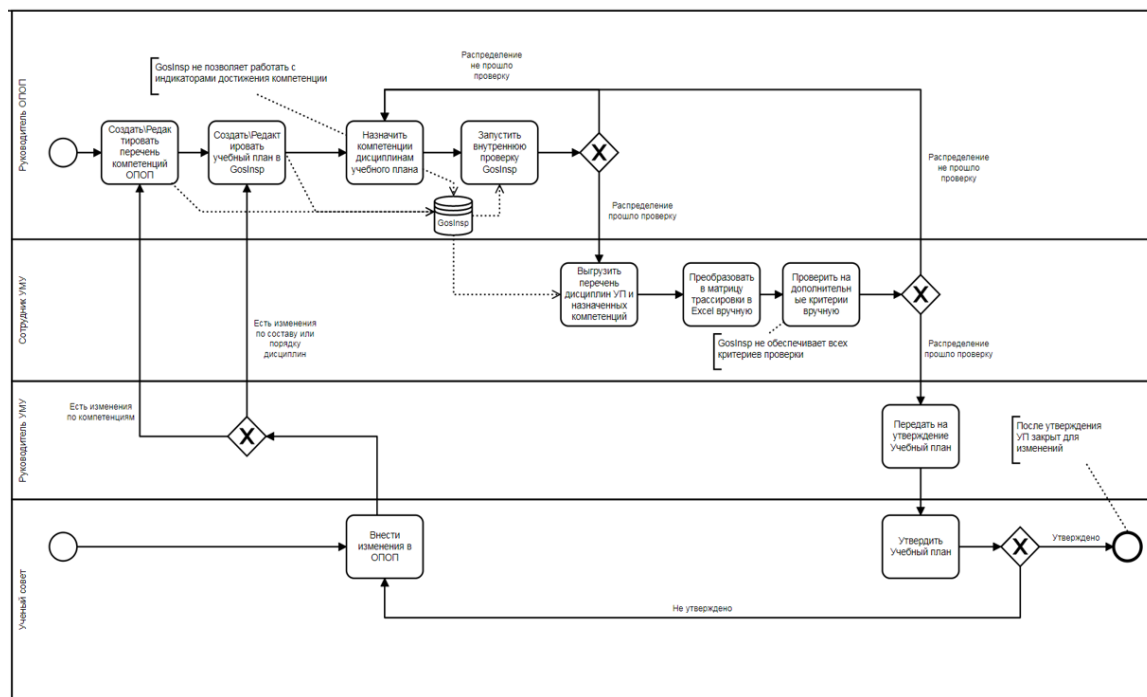 Руководитель ОПОП
GosInsp не позволяет работать с
индикаторами достижения компетенции
Распределение
не прошло
проверку
Создать\Редак
тировать
перечень
компетенций
ОПОП
Создать\Редакт
ировать
учебный план в
GosInsp
Назначить
компетенции
дисциплинам
учебного плана
Запустить
внутреннюю
проверку
GosInsp
Распределение
не прошло
проверку
GosInsp
Распределение
прошло проверку
Сотрудник УМУ
Выгрузить
перечень
дисциплин УП и
назначенных
компетенций
Преобразовать
в матрицу
трассировки в
Excel вручную
Проверить на
дополнительн
ые критерии
вручную
Есть изменения
по составу или
порядку
дисциплин
GosInsp не обеспечивает всех
критериев проверки
Распределение
прошло проверку
Руководитель УМУ
Есть изменения
по компетенциям
Передать на
утверждение
Учебный план
После утверждения
УП закрыт для
изменений
Ученый совет
Внести
изменения в
ОПОП
Утвердить
Учебный план
Утверждено
Не утверждено